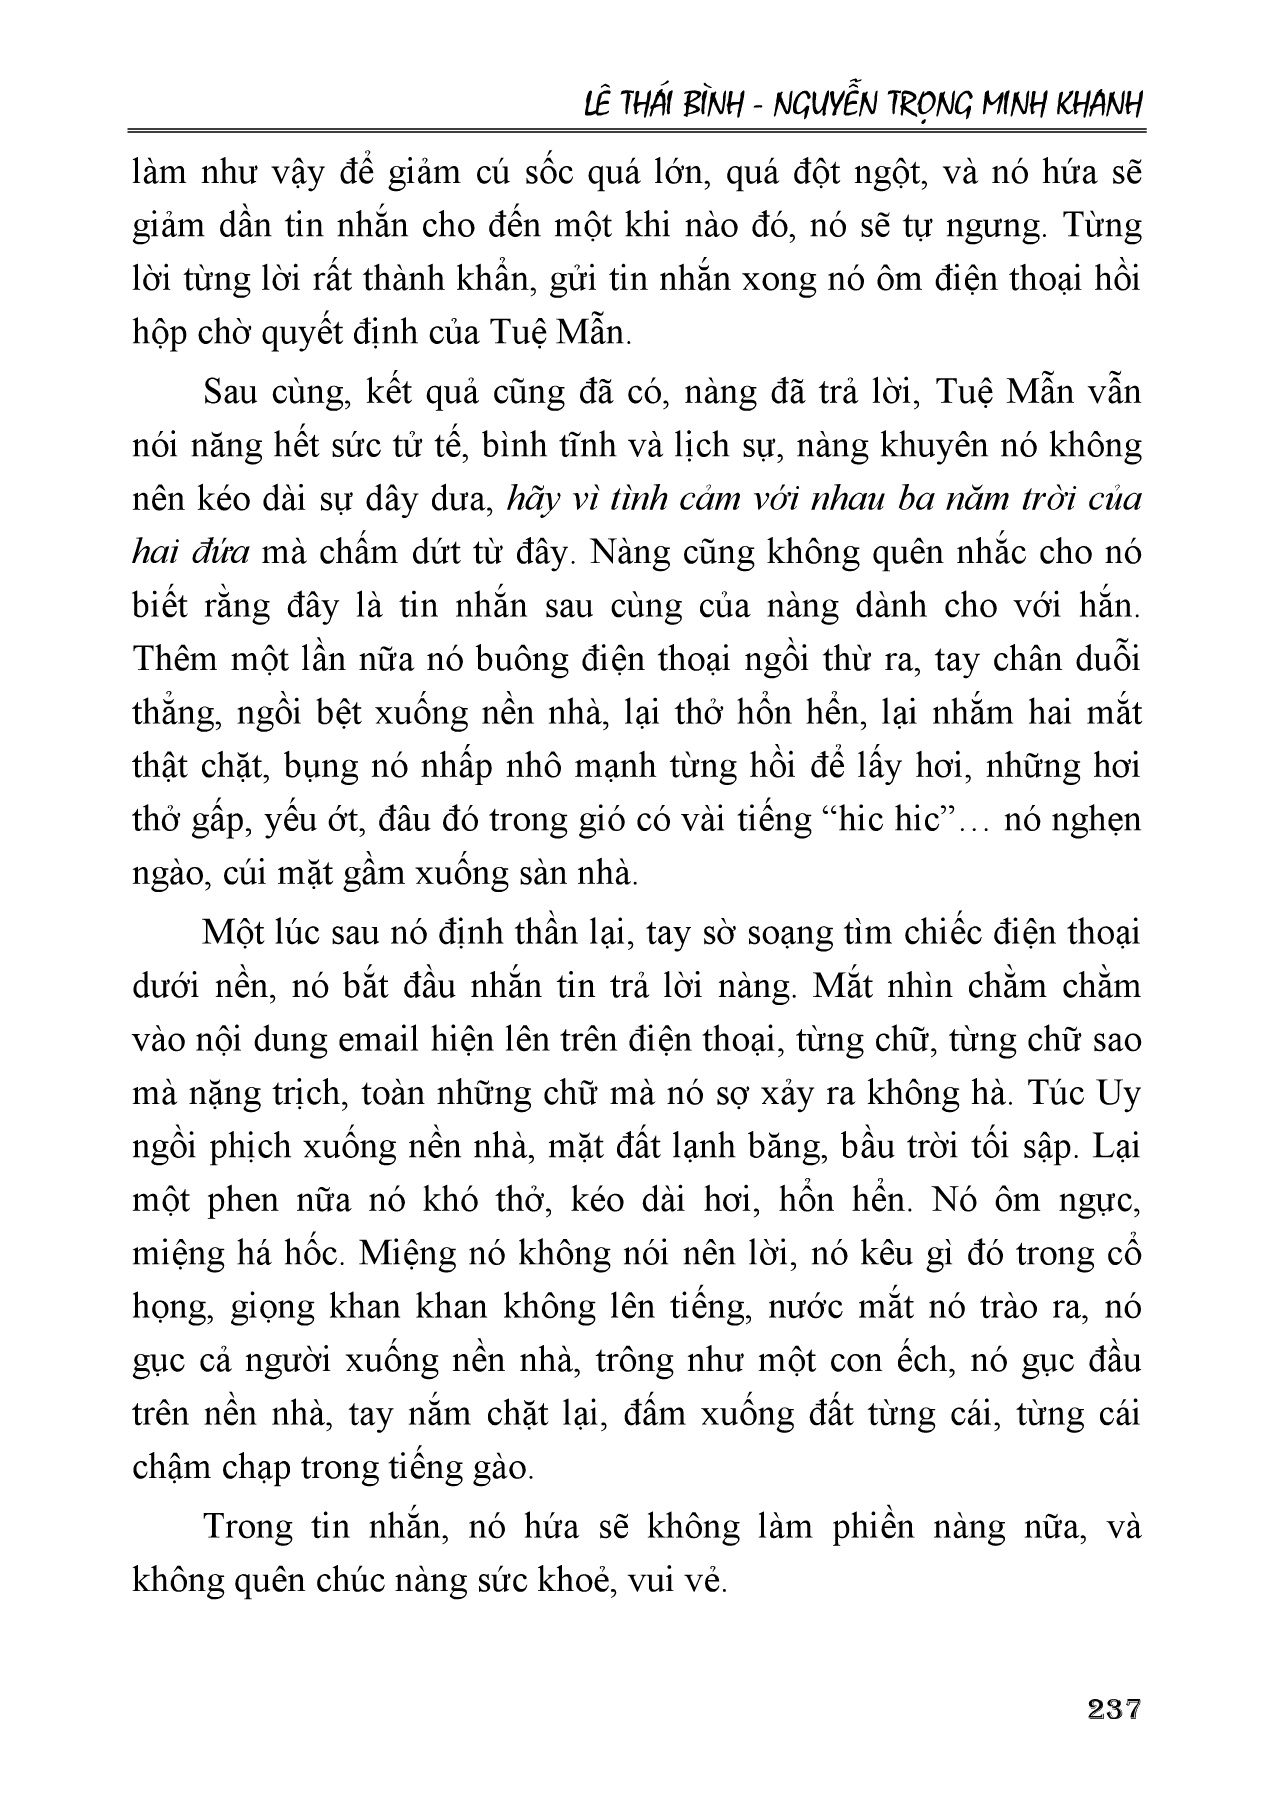 LÊ THÁI BÌNH - NGUYỄN TRỌNG MINH KHANH
làm như vậy để giảm cú sốc quá lớn, quá đột ngột, và nó hứa sẽ
giảm dần tin nhắn cho đến một khi nào đó, nó sẽ tự ngưng. Từng
lời từng lời rất thành khẩn, gửi tin nhắn xong nó ôm điện thoại hồi
hộp chờ quyết định của Tuệ Mẫn.
Sau cùng, kết quả cũng đã có, nàng đã trả lời, Tuệ Mẫn vẫn
nói năng hết sức tử tế, bình tĩnh và lịch sự, nàng khuyên nó không
nên kéo dài sự dây dưa, hãy vì tình cảm với nhau ba năm trời của
hai đứa mà chấm dứt từ đây. Nàng cũng không quên nhắc cho nó
biết rằng đây là tin nhắn sau cùng của nàng dành cho với hắn.
Thêm một lần nữa nó buông điện thoại ngồi thừ ra, tay chân duỗi
thẳng, ngồi bệt xuống nền nhà, lại thở hổn hển, lại nhắm hai mắt
thật chặt, bụng nó nhấp nhô mạnh từng hồi để lấy hơi, những hơi
thở gấp, yếu ớt, đâu đó trong gió có vài tiếng “hic hic”… nó nghẹn
ngào, cúi mặt gầm xuống sàn nhà.
Một lúc sau nó định thần lại, tay sờ soạng tìm chiếc điện thoại
dưới nền, nó bắt đầu nhắn tin trả lời nàng. Mắt nhìn chằm chằm
vào nội dung email hiện lên trên điện thoại, từng chữ, từng chữ sao
mà nặng trịch, toàn những chữ mà nó sợ xảy ra không hà. Túc Uy
ngồi phịch xuống nền nhà, mặt đất lạnh băng, bầu trời tối sập. Lại
một phen nữa nó khó thở, kéo dài hơi, hổn hển. Nó ôm ngực,
miệng há hốc. Miệng nó không nói nên lời, nó kêu gì đó trong cổ
họng, giọng khan khan không lên tiếng, nước mắt nó trào ra, nó
gục cả người xuống nền nhà, trông như một con ếch, nó gục đầu
trên nền nhà, tay nắm chặt lại, đấm xuống đất từng cái, từng cái
chậm chạp trong tiếng gào.
Trong tin nhắn, nó hứa sẽ không làm phiền nàng nữa, và
không quên chúc nàng sức khoẻ, vui vẻ.
237